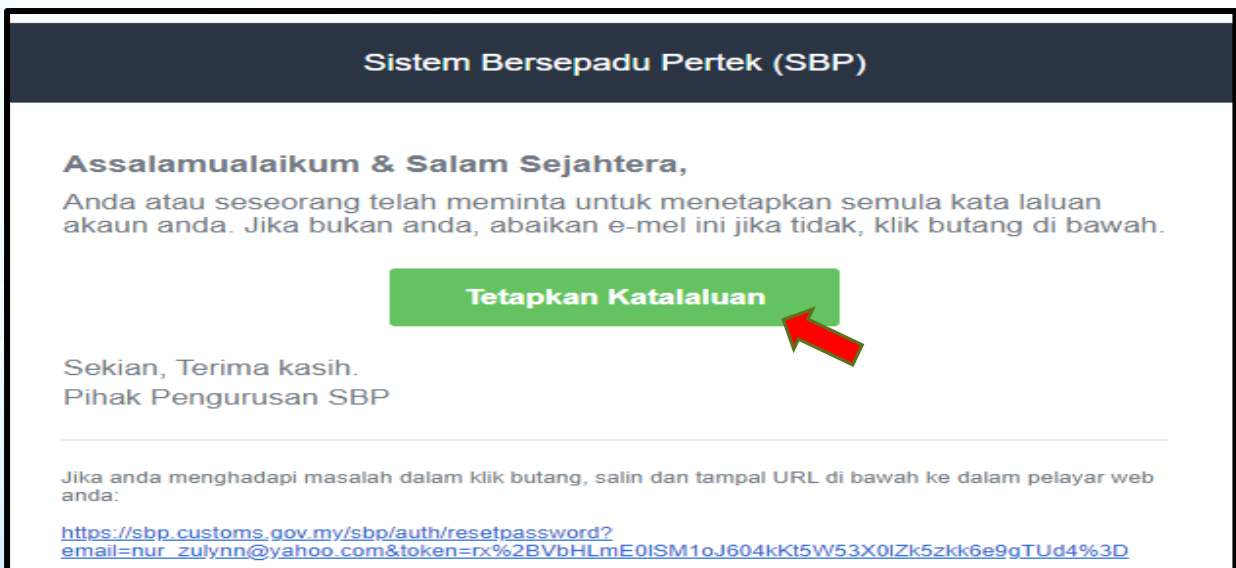 Sistem Bersepadu Pertek (SBP)
Assalamualaikum & Salam Sejahtera,
Anda atau seseorang telah meminta untuk menetapkan semula kata laluan
akaun anda. Jika bukan anda, abaikan e-mel ini jika tidak, klik butang di bawah.
Tetapkan Katalaluan
Sekian, Terima kasih.
Pihak Pengurusan SBP
Jika anda menghadapi masalah dalam klik butang, salin dan tampal URL di bawah ke dalam pelayar web
anda:
https://sbp.customs.gov.my/sbp/auth/resetpassword?
email=nur_zulynn@yahoo.com&token=rx%2BVbHLmE0ISM1oJ604kKt5W53X0IZk5zkk6e9gTUd4%3D